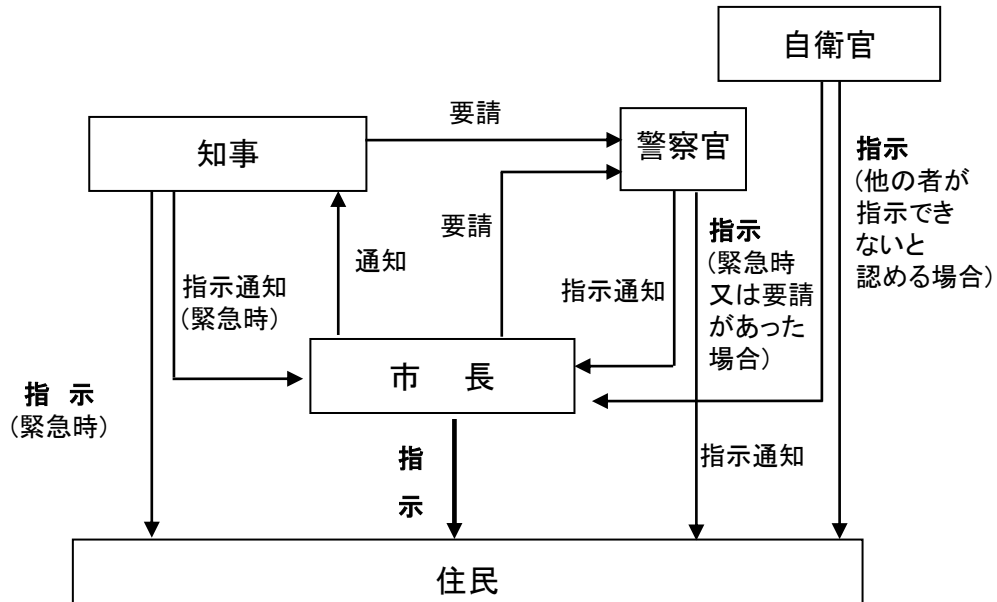 自衛官
要請
知事
警察官
指示
(他の者が
指示でき
ないと
認める場合)
通知
要請
指示
(緊急時
又は要請
があった
場合)
指示通知
(緊急時)
指示通知
市　長
指 示
(緊急時)
指
示
指示通知
住民